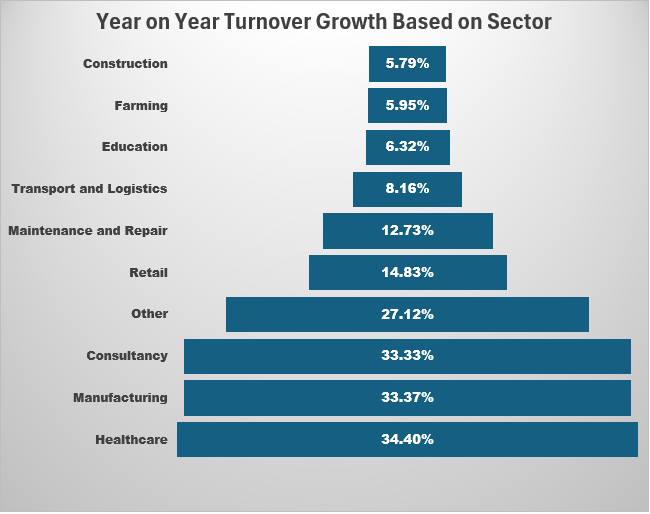 Year on Year Turnover Growth Based on Sector
Construction 5.79%
Farming 5.95%
Education 6.32%
Transport and Logistics 8.16%
Maintenance and Repair 12.73%
Retail 14.83%
Other 27.12%
Consultancy 33.33%
Manufacturing 33.37%
Healthcare 34.40%